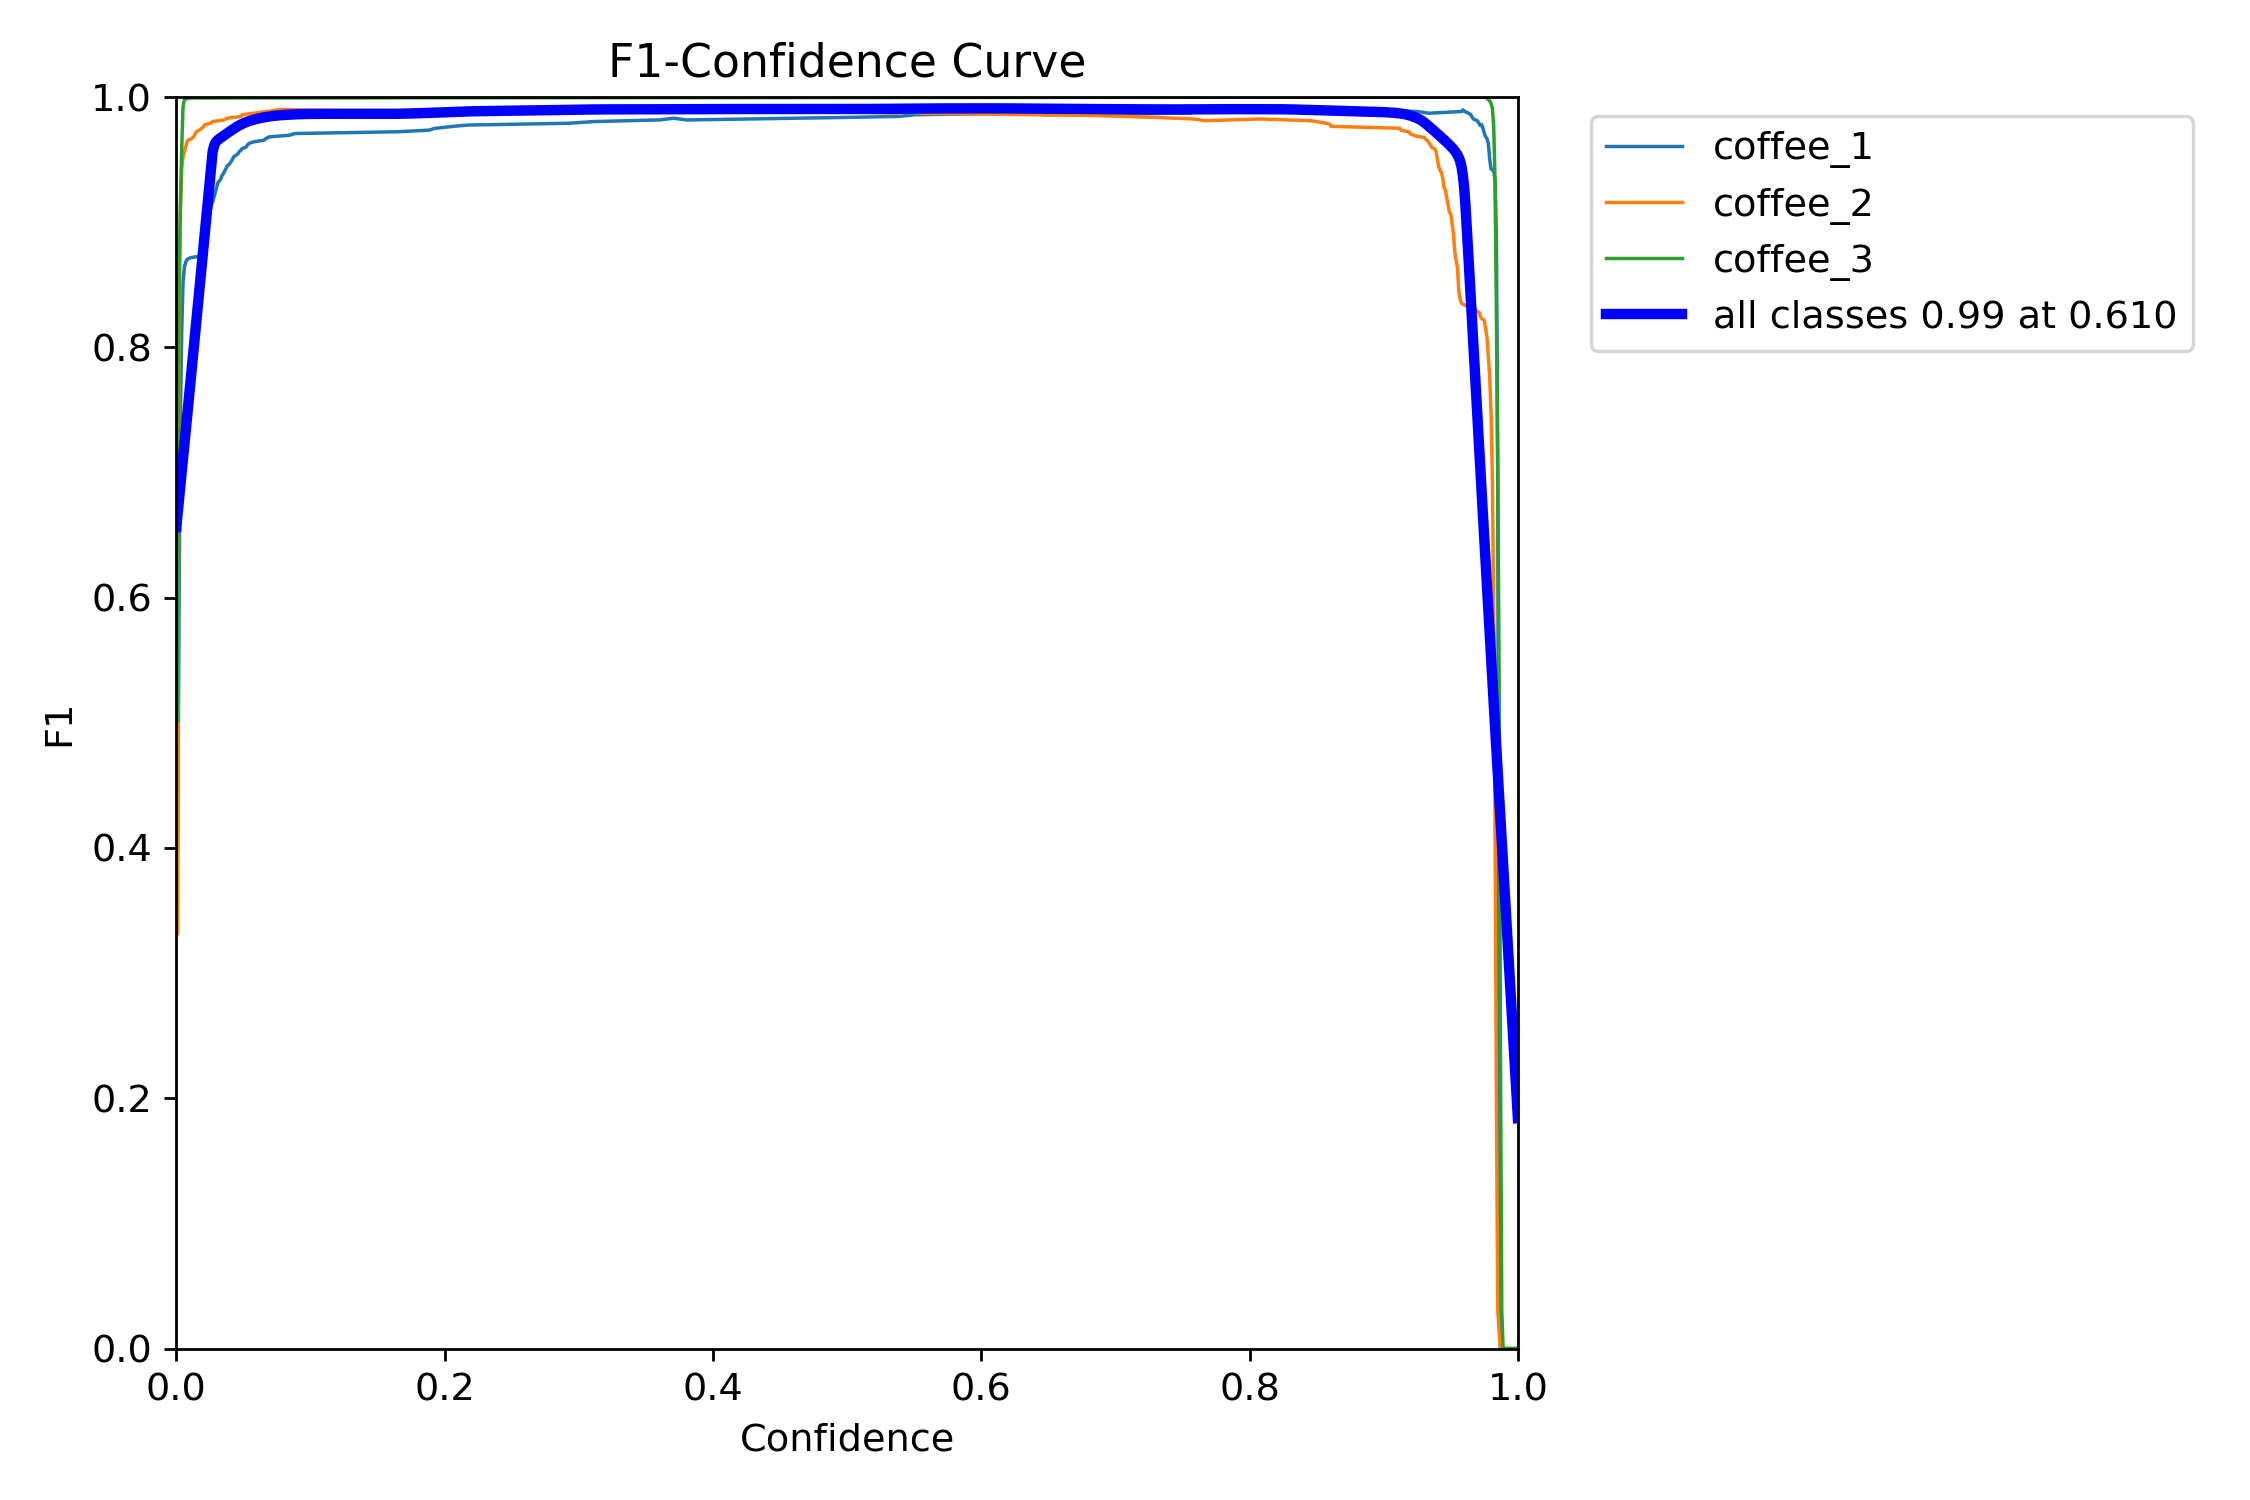 F1-Confidence Curve
1.0
0.8
0.6
0.4
0.2
0.0
F1
0.0 0.2 0.4 0.6 0.8 1.0
Confidence
coffee_1
coffee_2
coffee_3
all classes 0.99 at 0.610